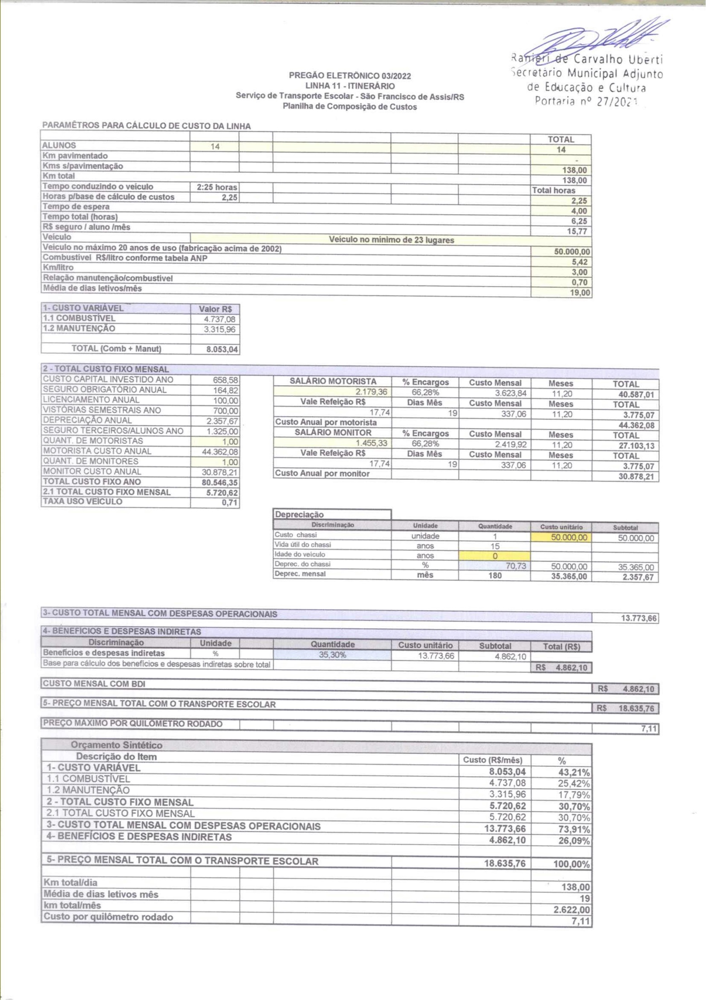 Ranieri de Carvalho Uberti
Secretário Municipal Adjunto
de Educação e Cultura
Portaria nº 27/2021
PREGÃO ELETRÔNICO 03/2022
LINHA 11 - ITINERÁRIO
Serviço de Transporte Escolar - São Francisco de Assis/RS
Planilha de Composição de Custos
PARAMÊTROS PARA CÁLCULO DE CUSTO DA LINHA
TOTAL
ALUNOS 14 14
Km pavimentado -
Kms s/pavimentação 138,00
Km total 138,00
Tempo conduzindo o veículo 2:25 horas Total horas
Horas p/base de cálculo de custos 2,25 2,25
Tempo de espera 4,00
Tempo total (horas) 6,25
R$ seguro / aluno /mês 15,77
Veículo Veículo no mínimo de 23 lugares
Veículo no máximo 20 anos de uso (fabricação acima de 2002) 50.000,00
Combustível R$/litro conforme tabela ANP 5,42
Km/litro 3,00
Relação manutenção/combustível 0,70
Média de dias letivos/mês 19,00
1- CUSTO VARIÁVEL Valor R$
1.1 COMBUSTÍVEL 4.737,08
1.2 MANUTENÇÃO 3.315,96
TOTAL (Comb + Manut) 8.053,04
2 - TOTAL CUSTO FIXO MENSAL
CUSTO CAPITAL INVESTIDO ANO 658,58
SEGURO OBRIGATÓRIO ANUAL 164,82
LICENCIAMENTO ANUAL 100,00
VISTÓRIAS SEMESTRAIS ANO 700,00
DEPRECIAÇÃO ANUAL 2.357,67
SEGURO TERCEIROS/ALUNOS ANO 1.325,00
QUANT. DE MOTORISTAS 1,00
MOTORISTA CUSTO ANUAL 44.362,08
QUANT. DE MONITORES 1,00
MONITOR CUSTO ANUAL 30.878,21
TOTAL CUSTO FIXO ANO 80.546,35
2.1 TOTAL CUSTO FIXO MENSAL 5.720,62
TAXA USO VEÍCULO 0,71
SALÁRIO MOTORISTA % Encargos Custo Mensal Meses TOTAL
2.179,36 66,28% 3.623,84 11,20 40.587,01
Vale Refeição R$ Dias Mês Custo Mensal Meses TOTAL
17,74 19 337,06 11,20 3.775,07
Custo Anual por motorista 44.362,08
SALÁRIO MONITOR % Encargos Custo Mensal Meses TOTAL
1.455,33 66,28% 2.419,92 11,20 27.103,13
Vale Refeição R$ Dias Mês Custo Mensal Meses TOTAL
17,74 19 337,06 11,20 3.775,07
Custo Anual por monitor 30.878,21
Depreciação
Discriminação Unidade Quantidade Custo unitário Subtotal
Custo chassi unidade 1 50.000,00 50.000,00
Vida útil do chassi anos 15
Idade do veículo anos 0
Deprec. do chassi % 70,73 50.000,00 35.365,00
Deprec. mensal mês 180 35.365,00 2.357,67
3- CUSTO TOTAL MENSAL COM DESPESAS OPERACIONAIS 13.773,66
4- BENEFICIOS E DESPESAS INDIRETAS
Discriminação Unidade Quantidade Custo unitário Subtotal Total (R$)
Benefícios e despesas indiretas % 35,30% 13.773,66 4.862,10
Base para cálculo dos benefícios e despesas indiretas sobre total R$ 4.862,10
CUSTO MENSAL COM BDI R$ 4.862,10
5- PREÇO MENSAL TOTAL COM O TRANSPORTE ESCOLAR R$ 18.635,76
PREÇO MAXIMO POR QUILÔMETRO RODADO 7,11
Orçamento Sintético
Descrição do Item Custo (R$/mês) %
1- CUSTO VARIÁVEL 8.053,04 43,21%
1.1 COMBUSTÍVEL 4.737,08 25,42%
1.2 MANUTENÇÃO 3.315,96 17,79%
2 - TOTAL CUSTO FIXO MENSAL 5.720,62 30,70%
2.1 TOTAL CUSTO FIXO MENSAL 5.720,62 30,70%
3- CUSTO TOTAL MENSAL COM DESPESAS OPERACIONAIS 13.773,66 73,91%
4- BENEFÍCIOS E DESPESAS INDIRETAS 4.862,10 26,09%
5- PREÇO MENSAL TOTAL COM O TRANSPORTE ESCOLAR 18.635,76 100,00%
Km total/dia 138,00
Média de dias letivos mês 19
km total/mês 2.622,00
Custo por quilômetro rodado 7,11